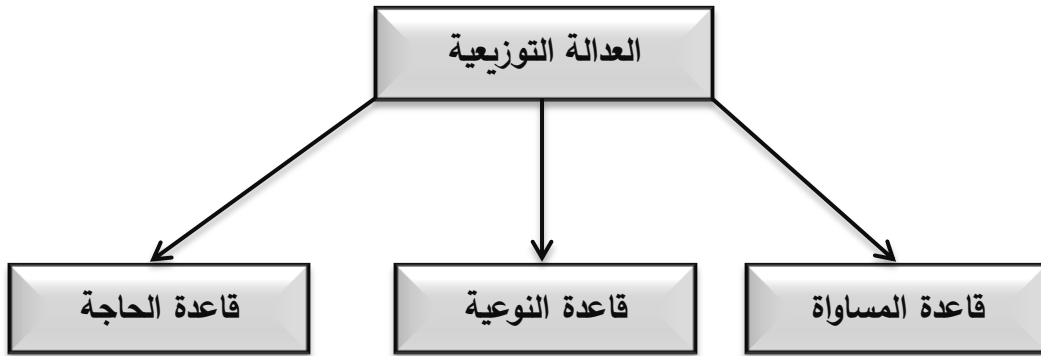 العدالة التوزيعية
قاعدة المساواة
قاعدة النوعية
قاعدة الحاجة